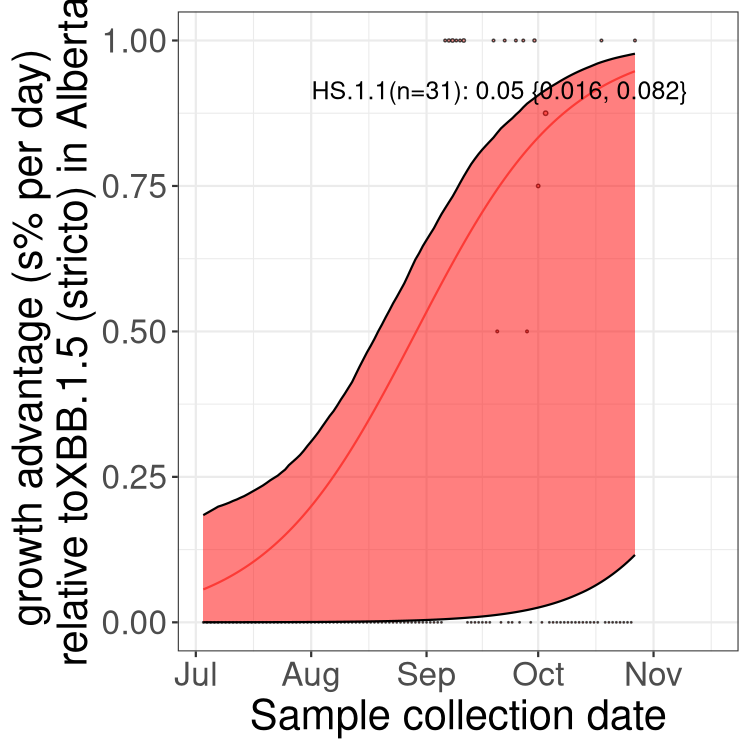 growth advantage (s% per day)
relative toXBB.1.5 (stricto) in Alberta
1.00
0.75
0.50
0.25
0.00
HS.1.1(n=31): 0.05 {0.016, 0.082}
Jul Aug Sep Oct Nov
Sample collection date